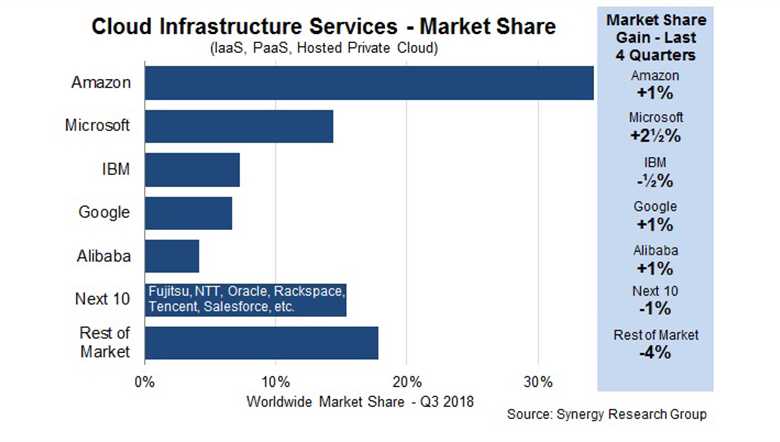 Cloud Infrastructure Services - Market Share
(IaaS, PaaS, Hosted Private Cloud)
Amazon
Microsoft
IBM
Google
Alibaba
Next 10
Fujitsu, NTT, Oracle, Rackspace,
Tencent, Salesforce, etc.
Rest of
Market
0%
10%
20%
30%
Worldwide Market Share - Q3 2018
Market Share
Gain - Last
4 Quarters
Amazon
+1%
Microsoft
+2½%
IBM
-½%
Google
+1%
Alibaba
+1%
Next 10
-1%
Rest of Market
-4%
Source: Synergy Research Group